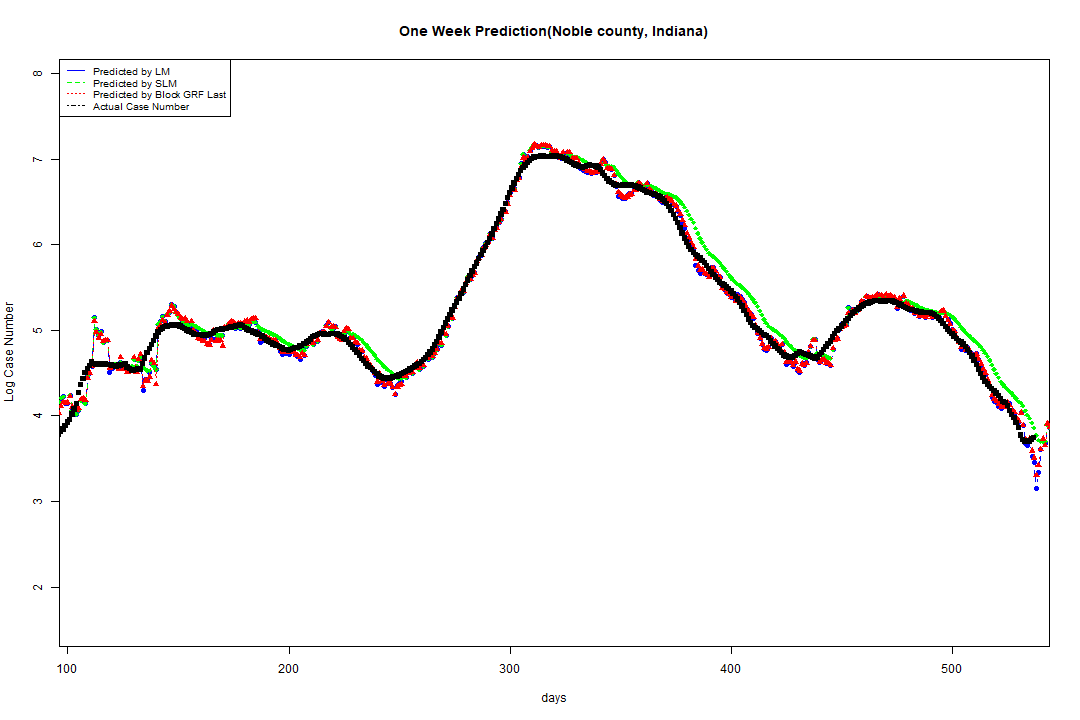 One Week Prediction(Noble county, Indiana)
Predicted by LM
Predicted by SLM
Predicted by Block GRF Last
Actual Case Number
8
7
6
5
4
3
2
Log Case Number
100 200 300 400 500
days